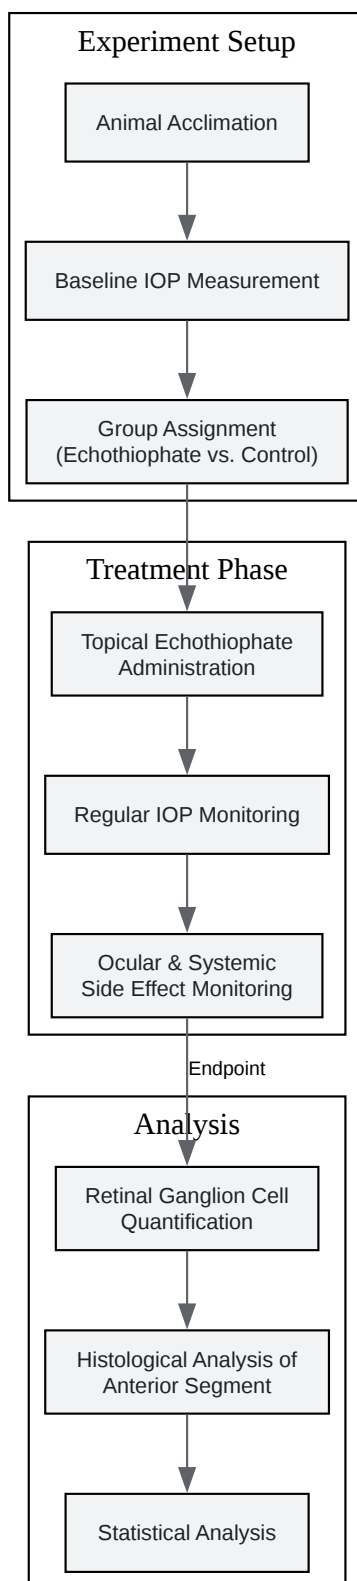 Experiment Setup
Animal Acclimation
Baseline IOP Measurement
Group Assignment
(Echothiophate vs. Control)
Treatment Phase
Topical Echothiophate
Administration
Regular IOP Monitoring
Ocular & Systemic
Side Effect Monitoring
Endpoint
Analysis
Retinal Ganglion Cell
Quantification
Histological Analysis of
Anterior Segment
Statistical Analysis